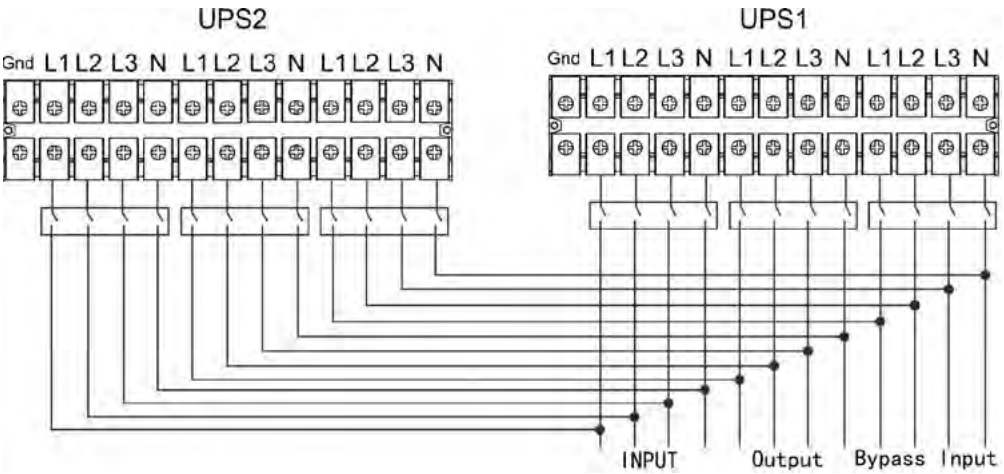 UPS2 UPS1
Gnd L1 L2 L3 N L1 L2 L3 N L1 L2 L3 N Gnd L1 L2 L3 N L1 L2 L3 N L1 L2 L3 N
INPUT Output Bypass Input